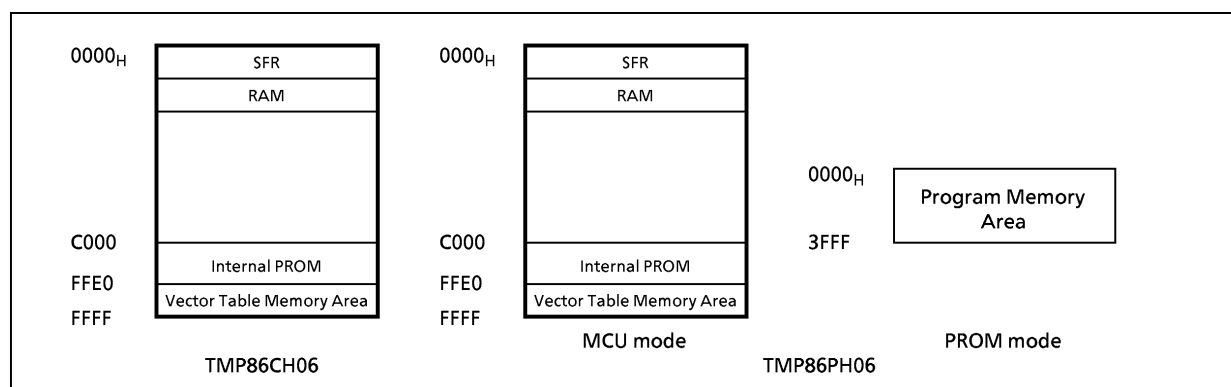 0000H
SFR
RAM
C000
Internal PROM
FFE0
Vector Table Memory Area
FFFF
TMP86CH06
0000H
SFR
RAM
C000
Internal PROM
FFE0
Vector Table Memory Area
FFFF
MCU mode
0000H
Program Memory
Area
3FFF
PROM mode
TMP86PH06